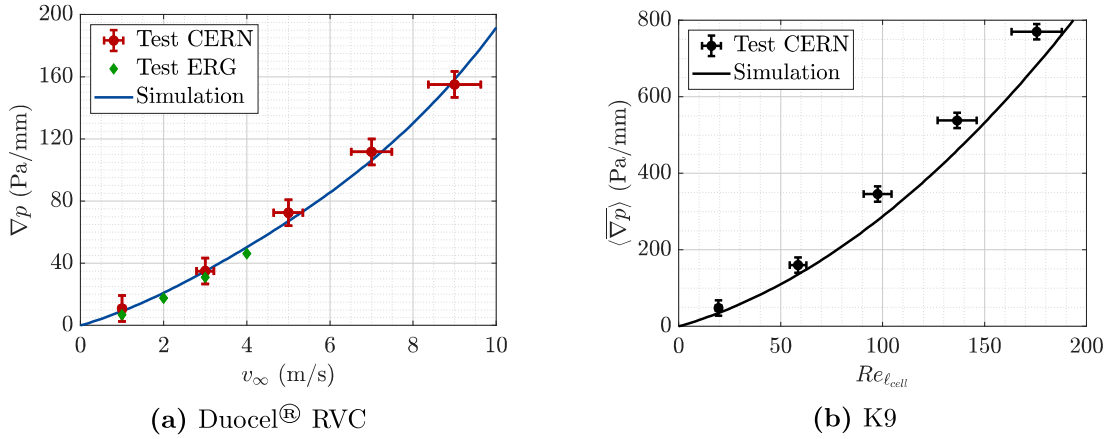 Test CERN
Test ERG
Simulation
∇p (Pa/mm)
200
160
120
80
40
0
0 2 4 6 8 10
v∞ (m/s)
(a) Duocel® RVC
Test CERN
Simulation
⟨∇̅p̅⟩ (Pa/mm)
800
600
400
200
0
0 50 100 150 200
Reℓcell
(b) K9